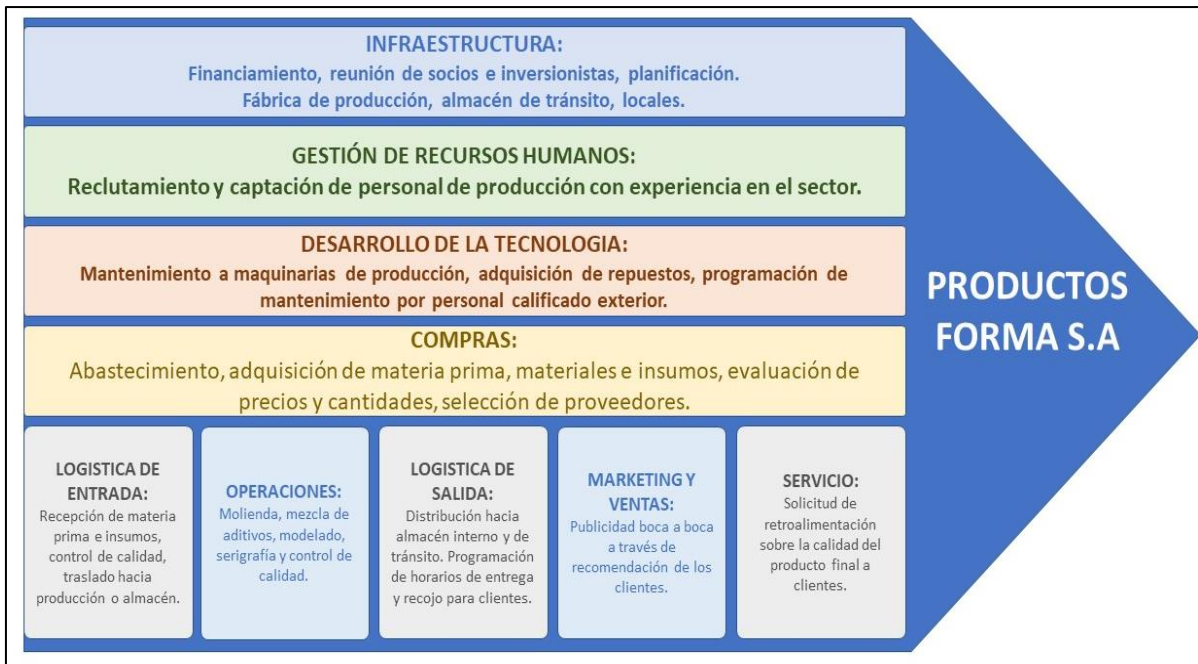 INFRAESTRUCTURA:
Financiamiento, reunión de socios e inversionistas, planificación.
Fábrica de producción, almacén de tránsito, locales.
GESTIÓN DE RECURSOS HUMANOS:
Reclutamiento y captación de personal de producción con experiencia en el sector.
DESARROLLO DE LA TECNOLOGIA:
Mantenimiento a maquinarias de producción, adquisición de repuestos, programación de
mantenimiento por personal calificado exterior.
COMPRAS:
Abastecimiento, adquisición de materia prima, materiales e insumos, evaluación de
precios y cantidades, selección de proveedores.
LOGISTICA DE
ENTRADA:
Recepción de materia
prima e insumos,
control de calidad,
traslado hacia
producción o almacén.
OPERACIONES:
Molienda, mezcla de
aditivos, modelado,
serigrafía y control de
calidad.
LOGISTICA DE
SALIDA:
Distribución hacia
almacén interno y de
tránsito. Programación
de horarios de entrega
y recojo para clientes.
MARKETING Y
VENTAS:
Publicidad boca a boca
a través de
recomendación de los
clientes.
SERVICIO:
Solicitud de
retroalimentación
sobre la calidad del
producto final a
clientes.
PRODUCTOS
FORMA S.A